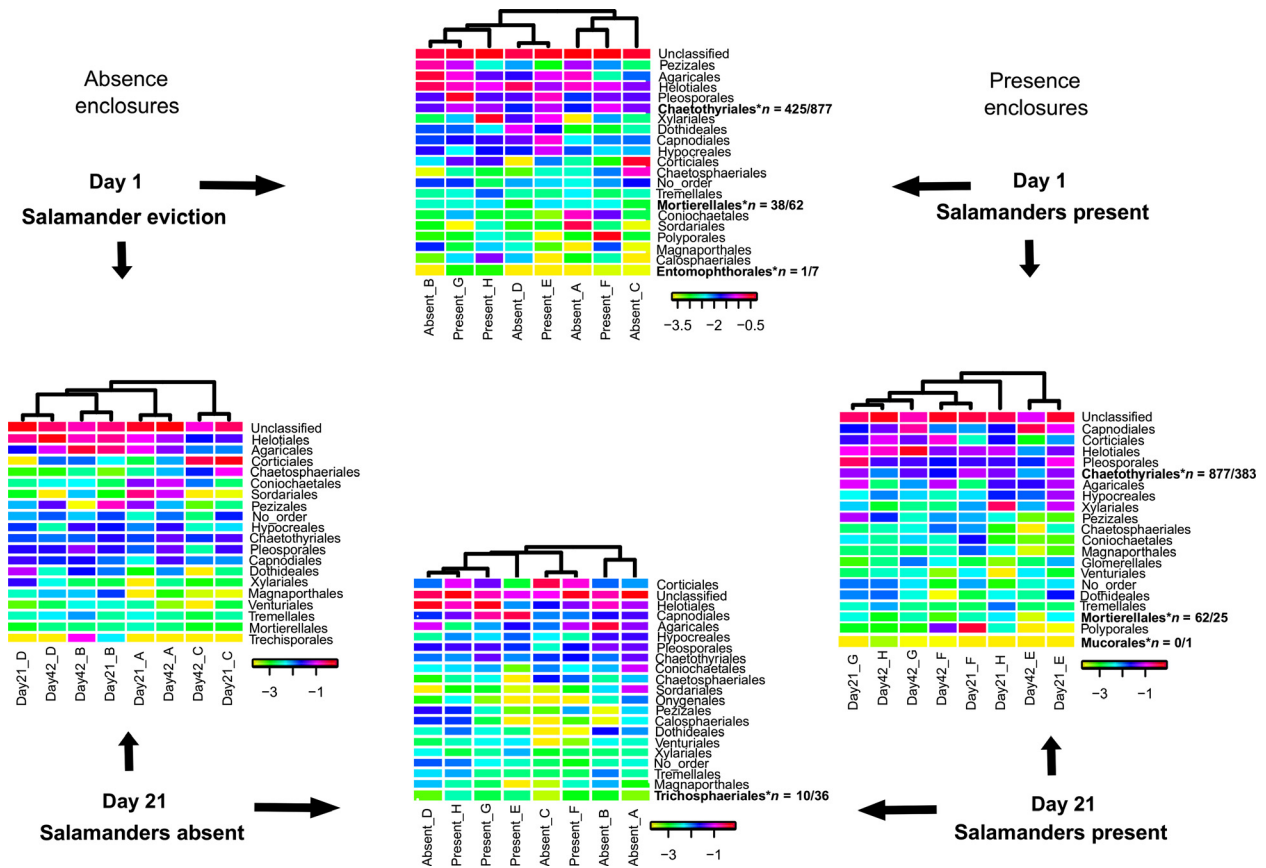 Absence
enclosures
Day 1
Salamander eviction
Unclassified
Pezizales
Agaricales
Helotiales
Pleosporales
Chaetothyriales*n = 425/877
Xylariales
Dothideales
Capnodiales
Hypocreales
Corticiales
Chaetosphaeriales
No_order
Tremellales
Mortierellales*n = 38/62
Coniochaetales
Sordariales
Polyporales
Magnaporthales
Calosphaeriales
Entomophthorales*n = 1/7
Absent_B
Present_G
Present_H
Absent_D
Present_E
Absent_A
Present_F
Absent_C
−3.5 −2 −0.5
Presence
enclosures
Day 1
Salamanders present
Unclassified
Helotiales
Agaricales
Corticiales
Chaetosphaeriales
Coniochaetales
Sordariales
Pezizales
No_order
Hypocreales
Chaetothyriales
Pleosporales
Capnodiales
Dothideales
Xylariales
Magnaporthales
Venturiales
Tremellales
Mortierellales
Trechisporales
Day21_D
Day42_D
Day42_B
Day21_B
Day21_A
Day42_A
Day42_C
Day21_C
−3 −1
Corticiales
Unclassified
Helotiales
Capnodiales
Agaricales
Hypocreales
Pleosporales
Chaetothyriales
Coniochaetales
Chaetosphaeriales
Sordariales
Onygenales
Pezizales
Calosphaeriales
Dothideales
Venturiales
Xylariales
No_order
Tremellales
Magnaporthales
Trichosphaeriales*n = 10/36
Absent_D
Present_H
Present_G
Present_E
Absent_C
Present_F
Absent_B
Absent_A
−3 −1
Unclassified
Capnodiales
Corticiales
Helotiales
Pleosporales
Chaetothyriales*n = 877/383
Agaricales
Hypocreales
Xylariales
Pezizales
Chaetosphaeriales
Coniochaetales
Magnaporthales
Glomerellales
Venturiales
No_order
Dothideales
Tremellales
Mortierellales*n = 62/25
Polyporales
Mucorales*n = 0/1
Day21_G
Day42_H
Day42_G
Day42_F
Day21_F
Day21_H
Day42_E
Day21_E
−3 −1
Day 21
Salamanders absent
Day 21
Salamanders present